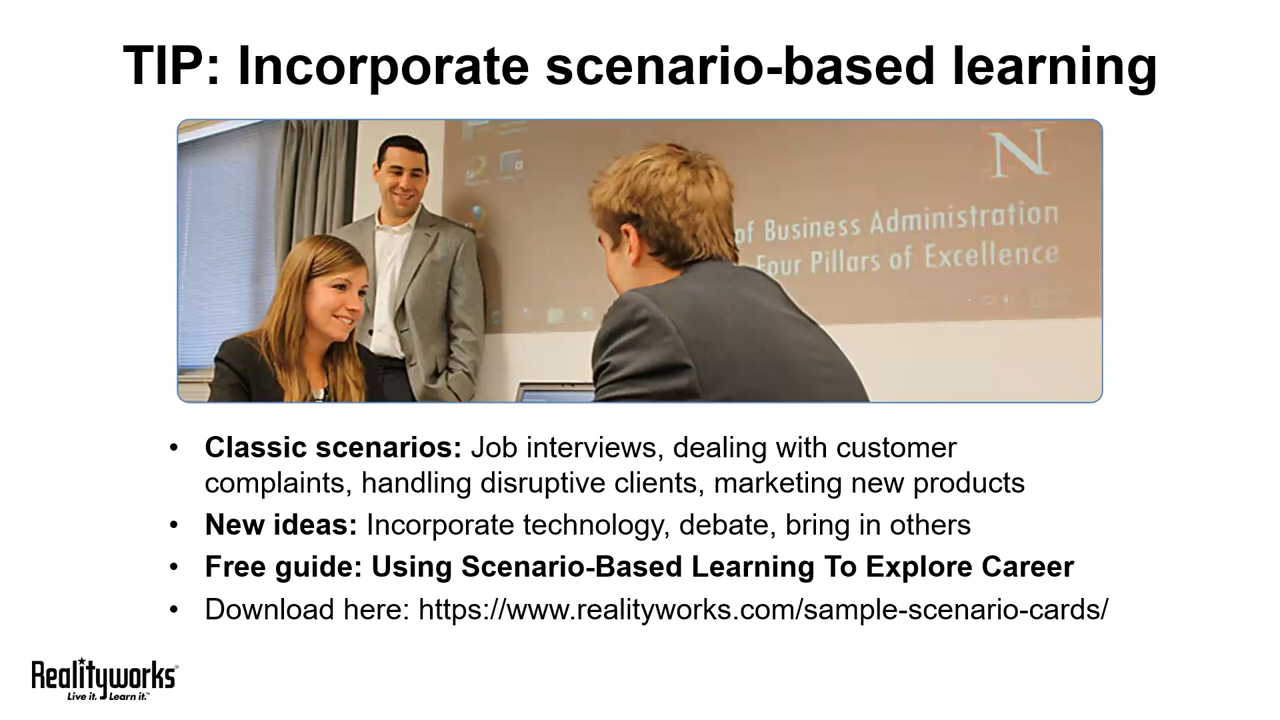 TIP: Incorporate scenario-based learning
N
of Business Administration
Four Pillars of Excellence
• Classic scenarios: Job interviews, dealing with customer
complaints, handling disruptive clients, marketing new products
• New ideas: Incorporate technology, debate, bring in others
• Free guide: Using Scenario-Based Learning To Explore Career
• Download here: https://www.realityworks.com/sample-scenario-cards/
Realityworks®
Live it. Learn it.™